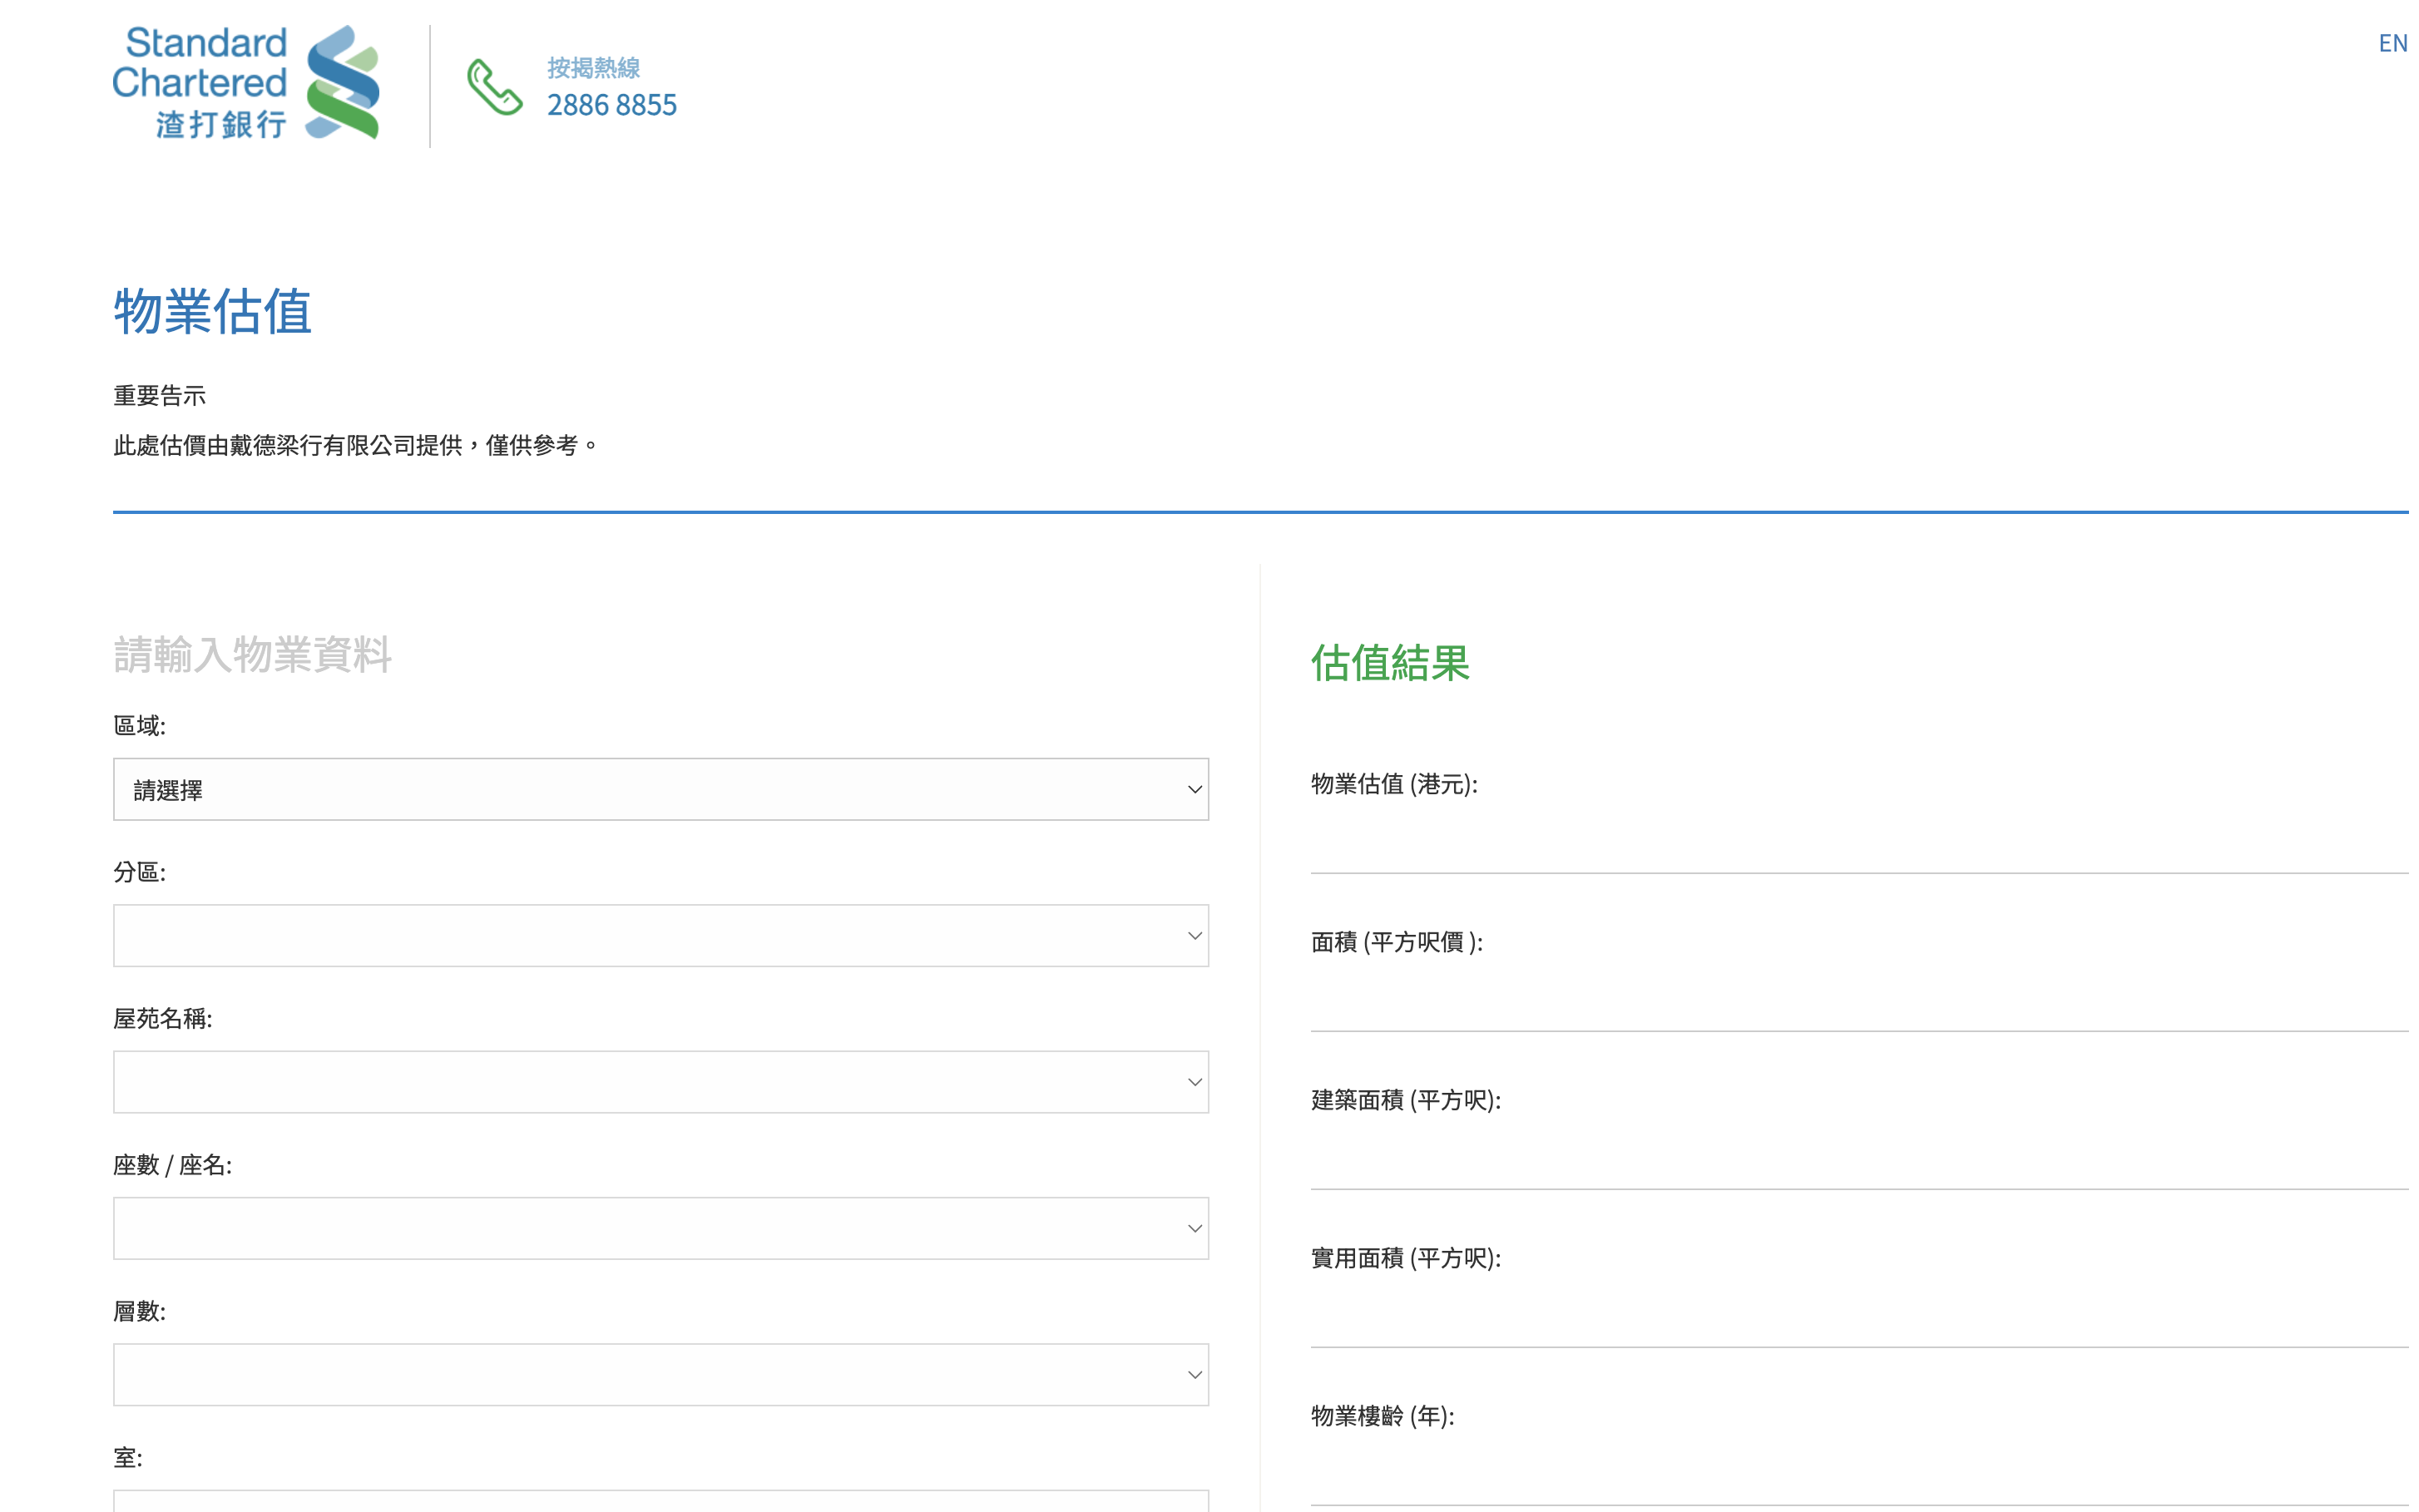 Standard
Chartered
渣打銀行
按揭熱線
2886 8855
EN
物業估值
重要告示
此處估價由戴德梁行有限公司提供，僅供參考。
請輸入物業資料
區域:
請選擇
分區:
屋苑名稱:
座數 / 座名:
層數:
室:
估值結果
物業估值 (港元):
面積 (平方呎價 ):
建築面積 (平方呎):
實用面積 (平方呎):
物業樓齡 (年):